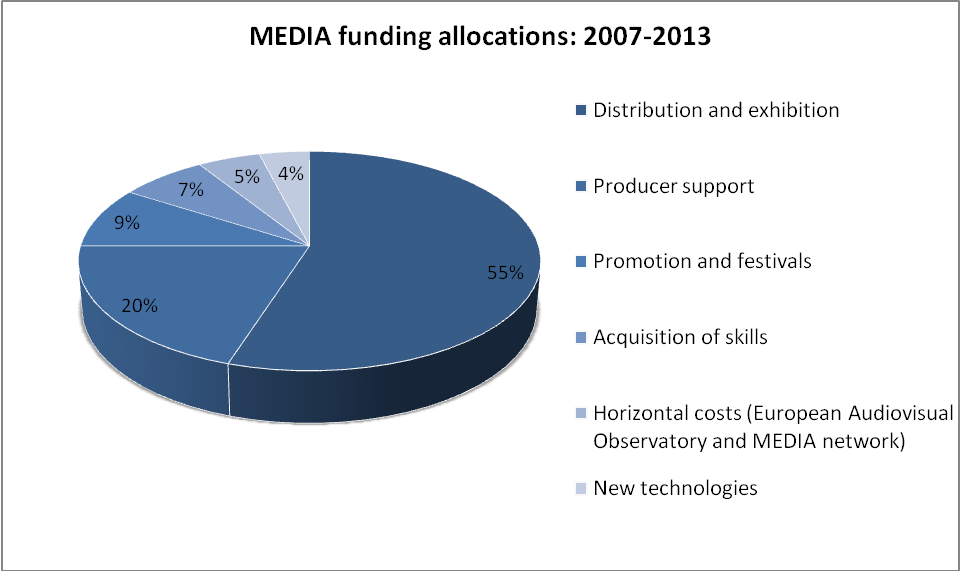 MEDIA funding allocations: 2007-2013
Distribution and exhibition
4%
5%
7%
Producer support
9%
Promotion and festivals
55%
20%
Acquisition of skills
Horizontal costs (European Audiovisual
Observatory and MEDIA network)
New technologies